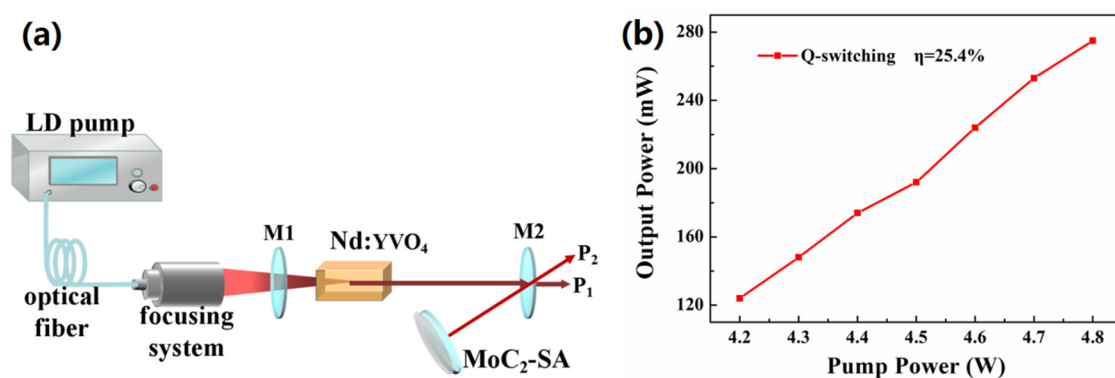 (a)
LD pump
optical
fiber
focusing
system
M1
Nd:YVO₄
M2
P₂
P₁
MoC₂-SA
(b)
Output Power (mW)
280
240
200
160
120
Q-switching η=25.4%
4.2 4.3 4.4 4.5 4.6 4.7 4.8
Pump Power (W)